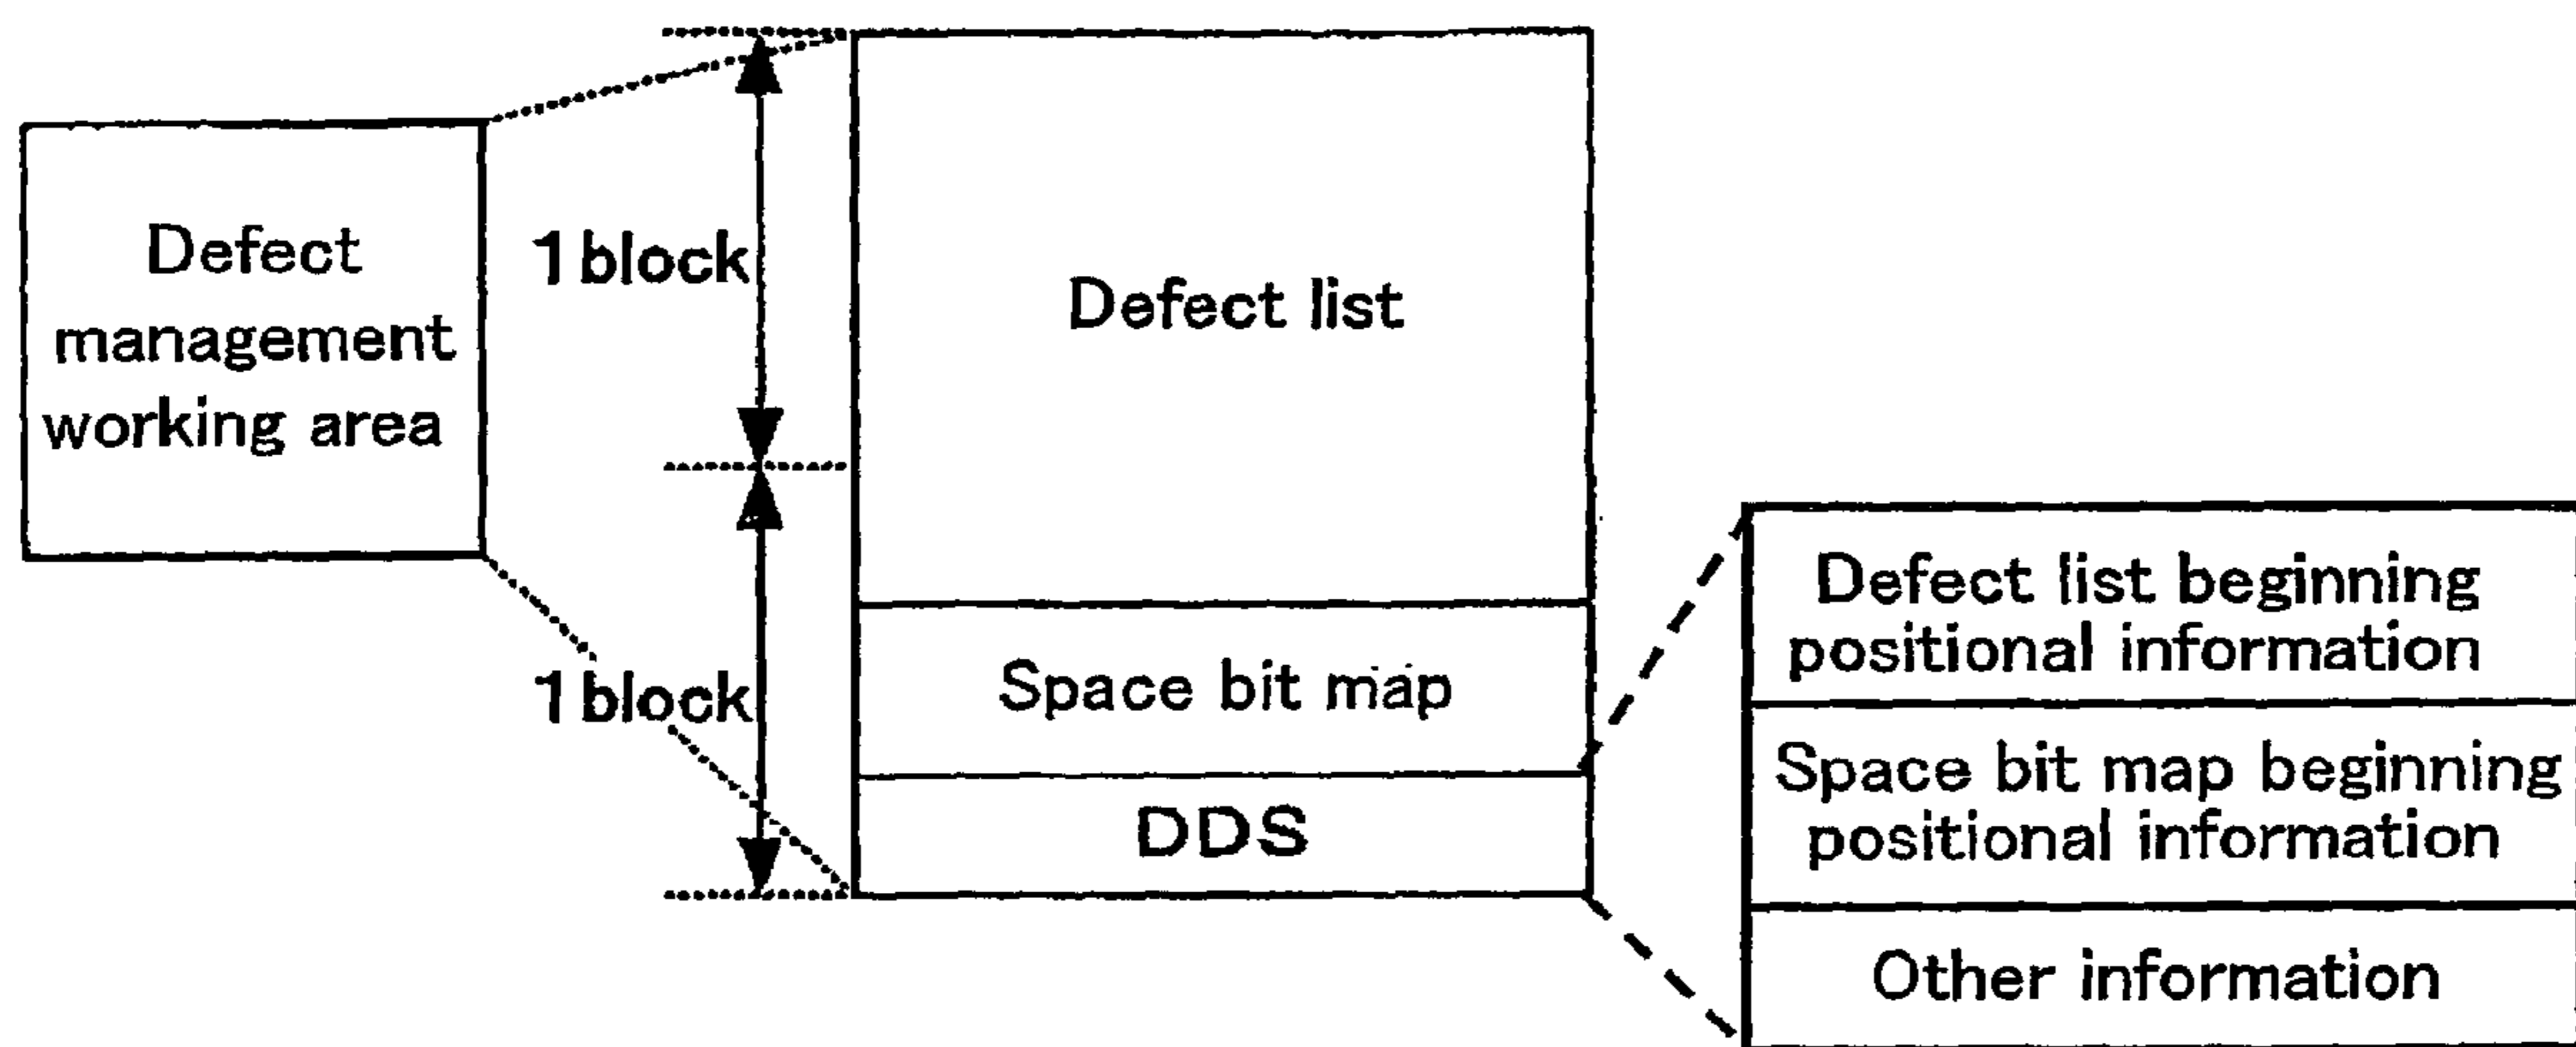 Defect
management
working area
1 block
1 block
Defect list
Space bit map
DDS
Defect list beginning
positional information
Space bit map beginning
positional information
Other information